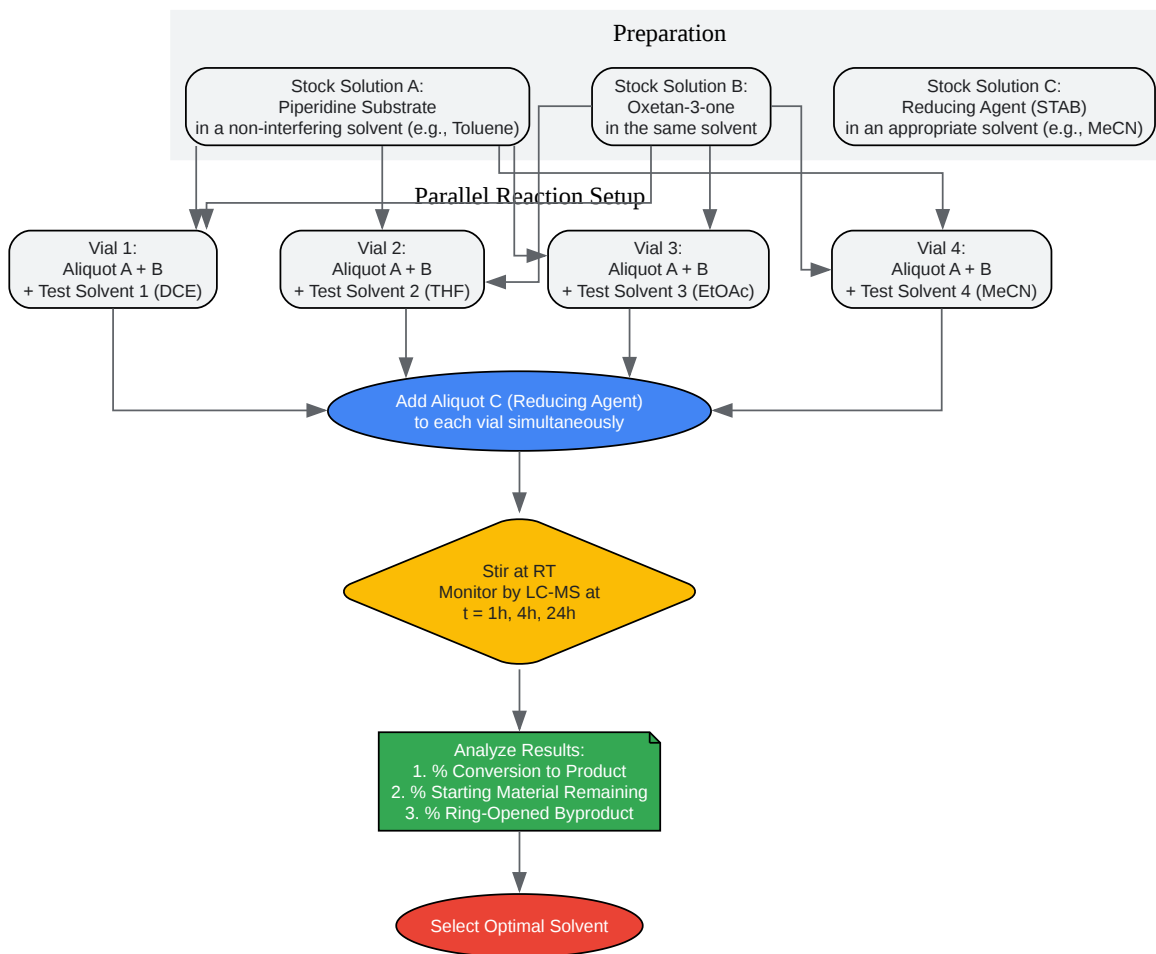 Preparation
Stock Solution A:
Piperidine Substrate
in a non-interfering solvent (e.g., Toluene)
Stock Solution B:
Oxetan-3-one
in the same solvent
Stock Solution C:
Reducing Agent (STAB)
in an appropriate solvent (e.g., MeCN)
Parallel Reaction Setup
Vial 1:
Aliquot A + B
+ Test Solvent 1 (DCE)
Vial 2:
Aliquot A + B
+ Test Solvent 2 (THF)
Vial 3:
Aliquot A + B
+ Test Solvent 3 (EtOAc)
Vial 4:
Aliquot A + B
+ Test Solvent 4 (MeCN)
Add Aliquot C (Reducing Agent)
to each vial simultaneously
Stir at RT
Monitor by LC-MS at
t = 1h, 4h, 24h
Analyze Results:
1. % Conversion to Product
2. % Starting Material Remaining
3. % Ring-Opened Byproduct
Select Optimal Solvent